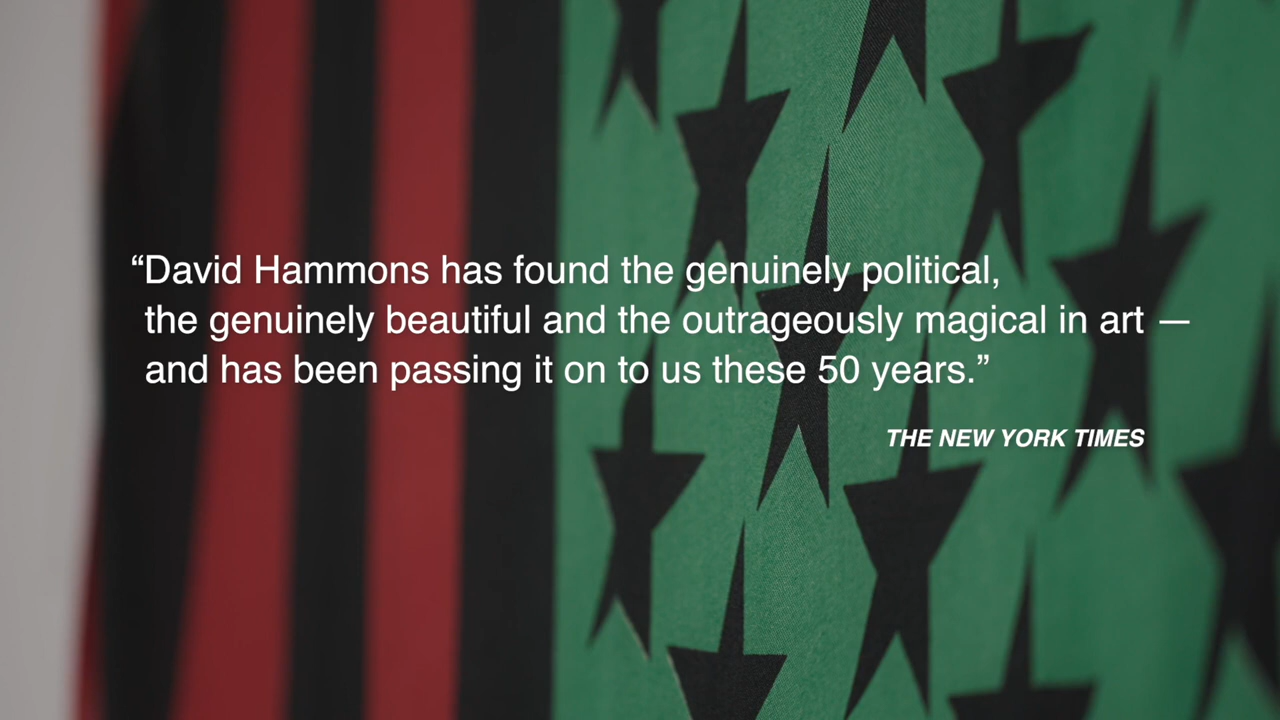 “David Hammons has found the genuinely political,
the genuinely beautiful and the outrageously magical in art —
and has been passing it on to us these 50 years.”
THE NEW YORK TIMES